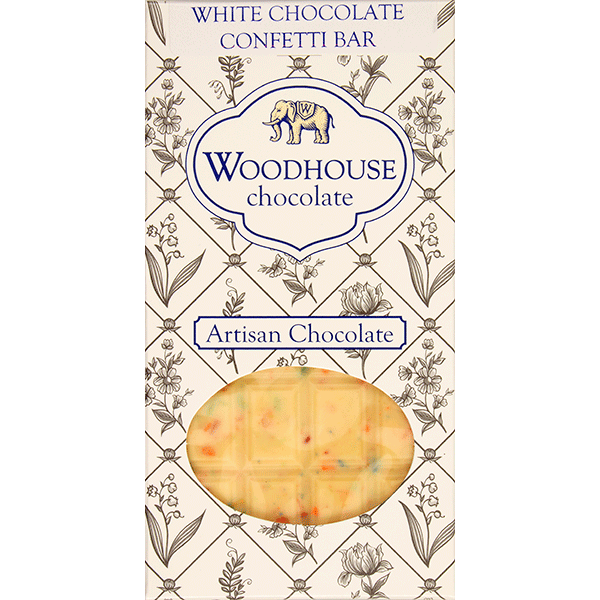 WHITE CHOCOLATE
CONFETTI BAR
W
WOODHOUSE
chocolate
Artisan Chocolate